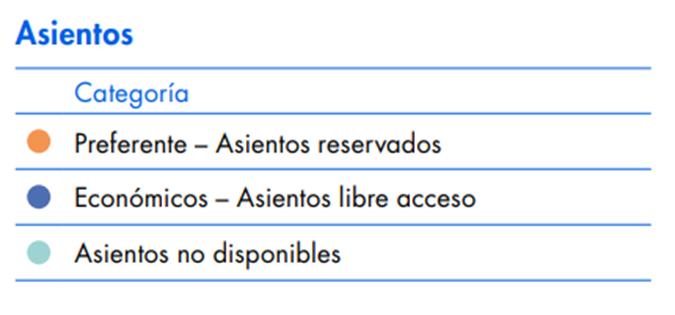 Asientos
Categoría
Preferente – Asientos reservados
Económicos – Asientos libre acceso
Asientos no disponibles